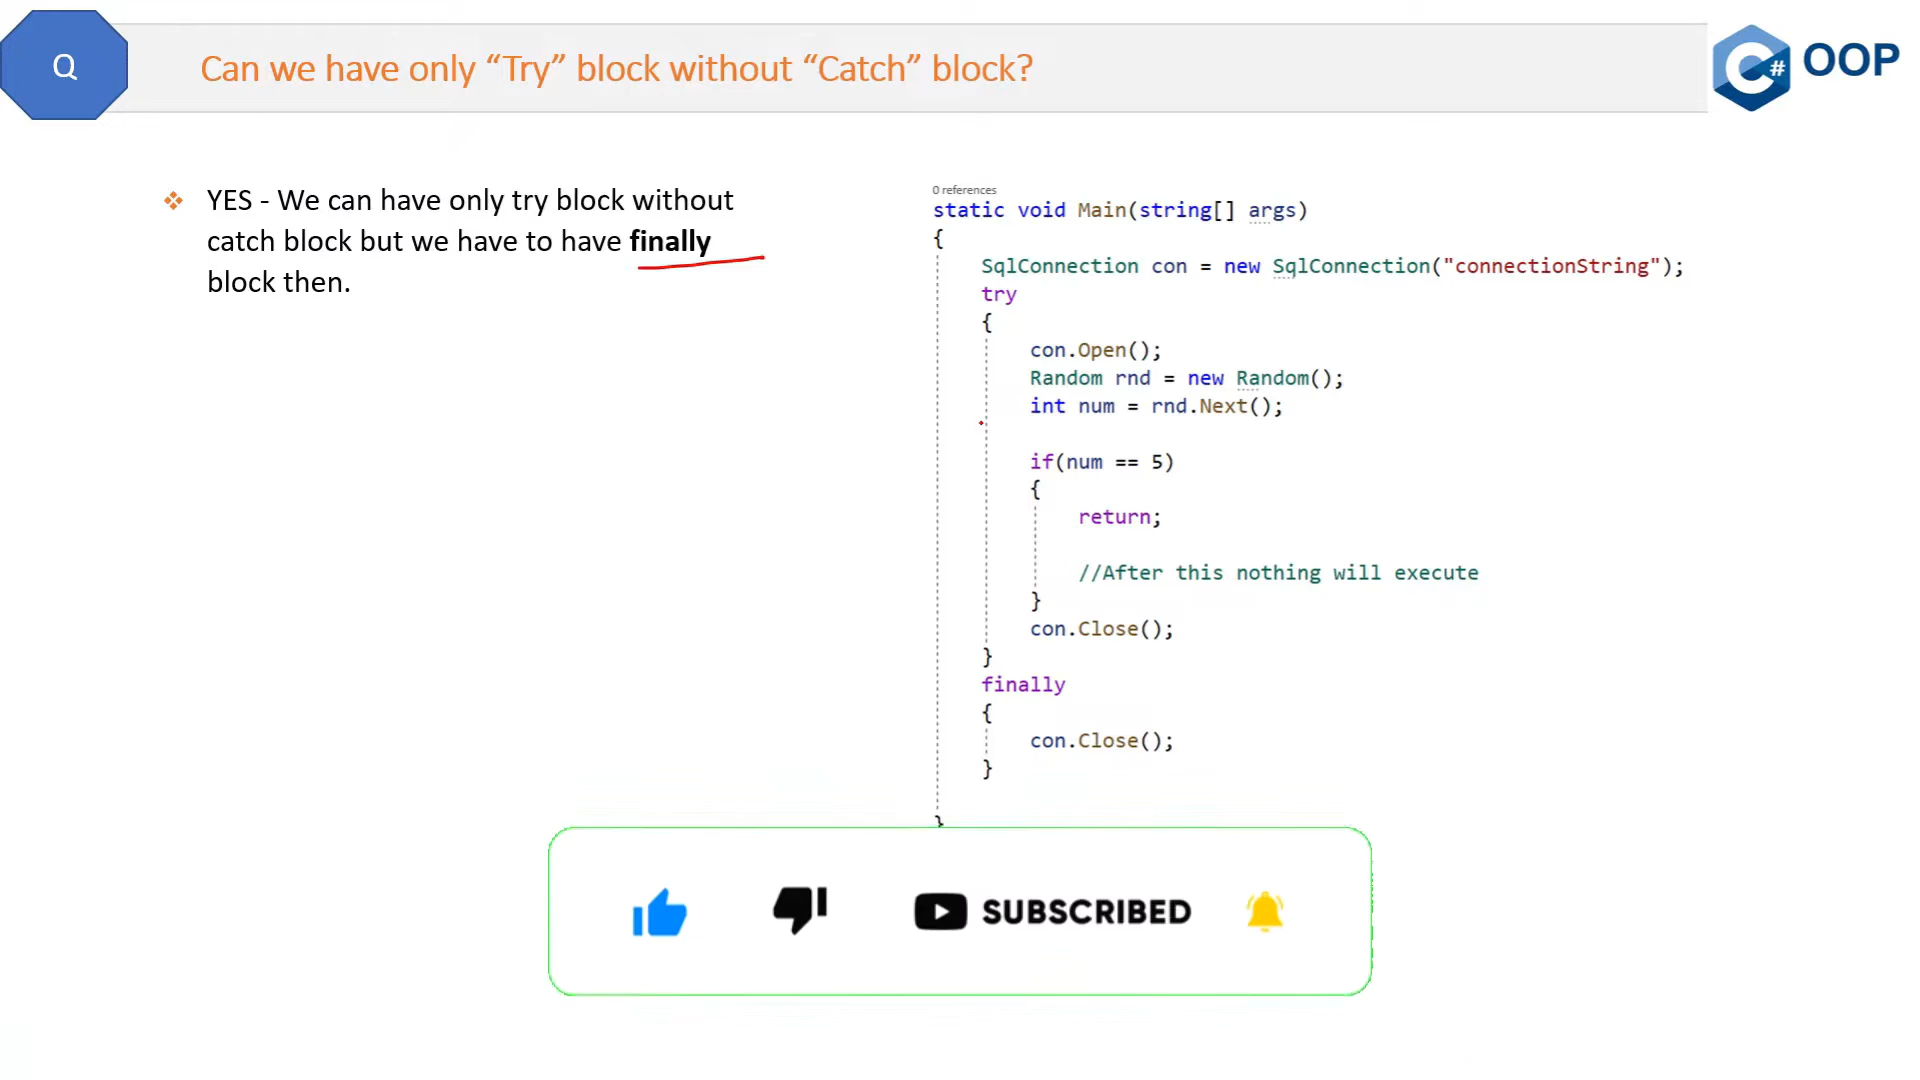 Q
Can we have only “Try” block without “Catch” block?
C# OOP
YES - We can have only try block without
catch block but we have to have finally
block then.
0 references
static void Main(string[] args)
{
SqlConnection con = new SqlConnection("connectionString");
try
{
con.Open();
Random rnd = new Random();
int num = rnd.Next();
if(num == 5)
{
return;
//After this nothing will execute
}
con.Close();
}
finally
{
con.Close();
}
}
SUBSCRIBED